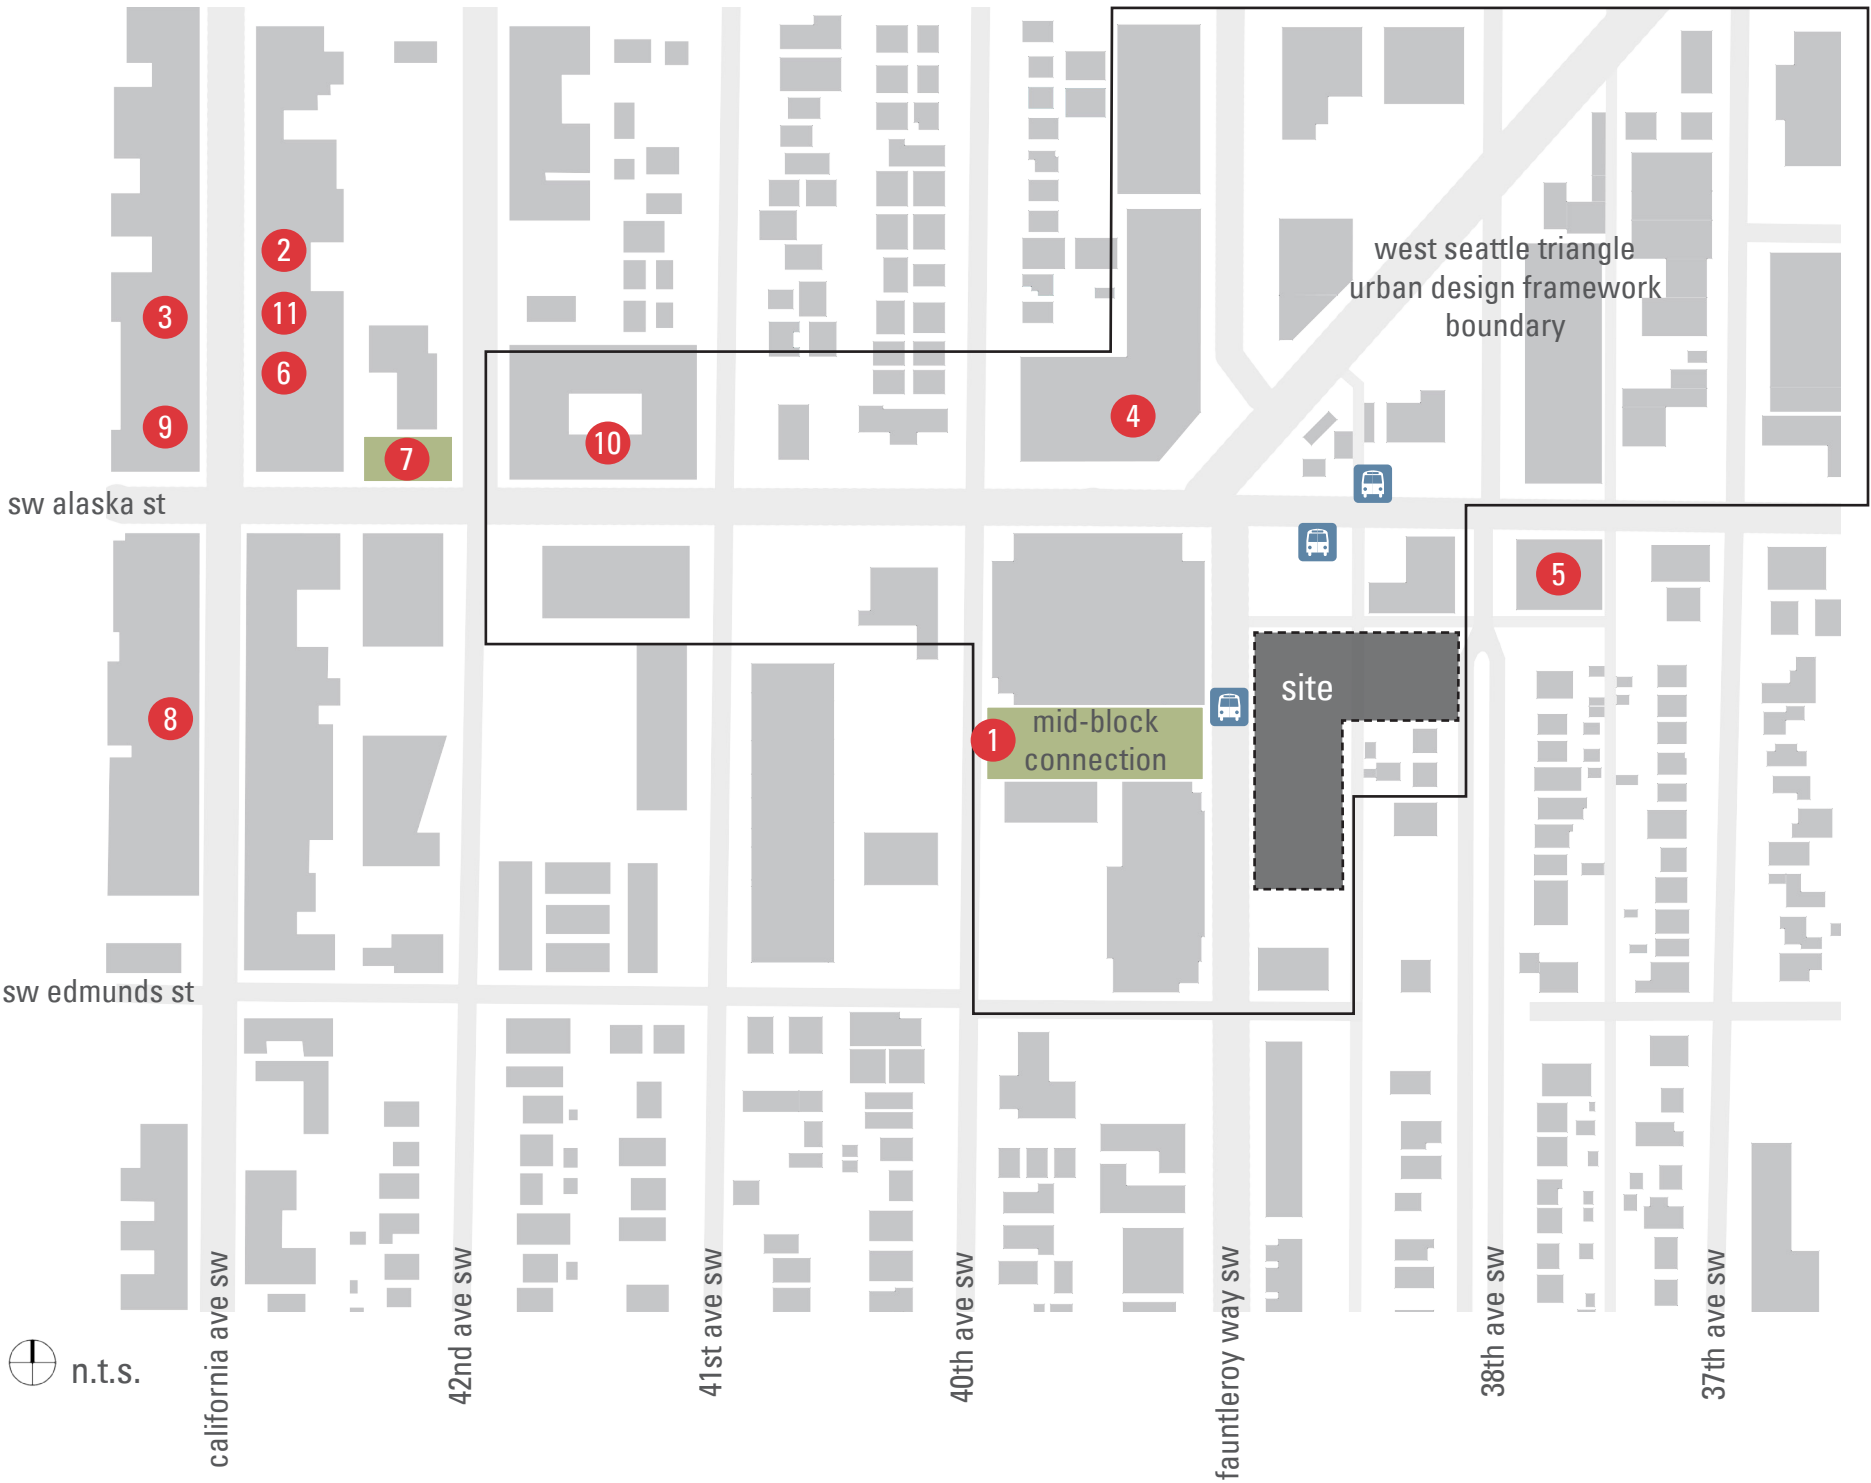 west seattle triangle
urban design framework
boundary
2
11
3
6
4
9
10
7
sw alaska st
5
site
8
1
mid-block
connection
sw edmunds st
california ave sw
42nd ave sw
41st ave sw
40th ave sw
fauntleroy way sw
38th ave sw
37th ave sw
n.t.s.